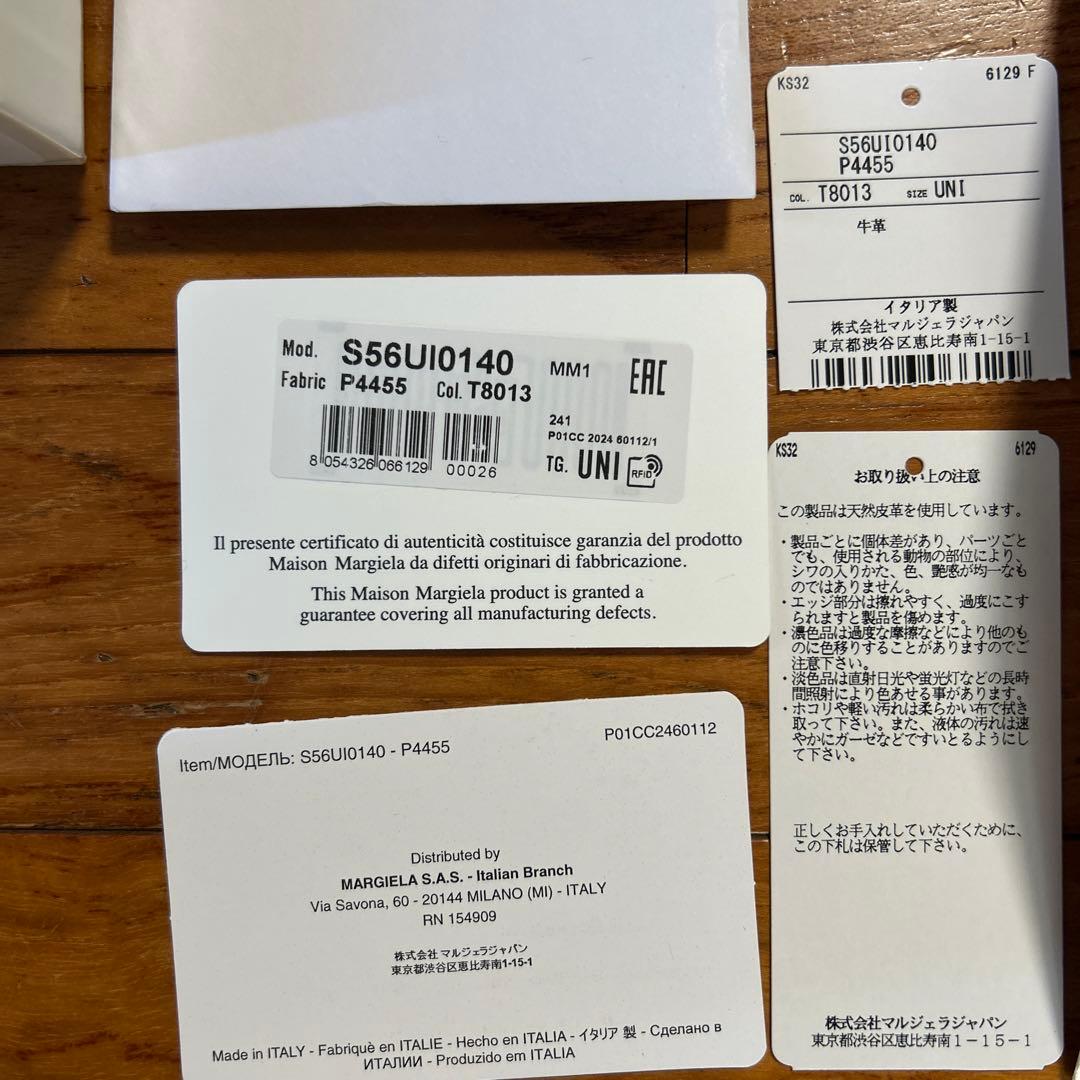 KS32 6129 F
S56UI0140
P4455
COL. T8013 SIZE UNI
牛革
イタリア製
株式会社マルジェラジャパン
東京都渋谷区恵比寿南1-15-1
Mod. S56UI0140 MM1 EAC
Fabric P4455 Col. T8013
241
P01CC 2024 60112/1
TG. UNI RFID
8 054326 066129 00026
Il presente certificato di autenticità costituisce garanzia del prodotto
Maison Margiela da difetti originari di fabbricazione.
This Maison Margiela product is granted a
guarantee covering all manufacturing defects.
KS32 6129
お取り扱い上の注意
この製品は天然皮革を使用しています。
・製品ごとに個体差があり、パーツごと
でも、使用される動物の部位により、
シワの入りかた、色、艶感が均一なも
のではありません。
・エッジ部分は擦れやすく、過度にこす
られますと製品を傷めます。
・濃色品は過度な摩擦などにより他のも
のに色移りすることがありますのでご
注意下さい。
・淡色品は直射日光や蛍光灯などの長時
間照射により色あせる事があります。
・ホコリや軽い汚れは柔らかい布で拭き
取って下さい。また、液体の汚れは速
やかにガーゼなどですいとるようにし
て下さい。
正しくお手入れしていただくために、
この下札は保管して下さい。
株式会社マルジェラジャパン
東京都渋谷区恵比寿南1-15-1
Item/МОДЕЛЬ: S56UI0140 - P4455 P01CC2460112
Distributed by
MARGIELA S.A.S. - Italian Branch
Via Savona, 60 - 20144 MILANO (MI) - ITALY
RN 154909
株式会社 マルジェラジャパン
東京都渋谷区恵比寿南1-15-1
Made in ITALY - Fabriquè en ITALIE - Hecho en ITALIA - イタリア 製 - Сделано в
ИТАЛИИ - Produzido em ITALIA